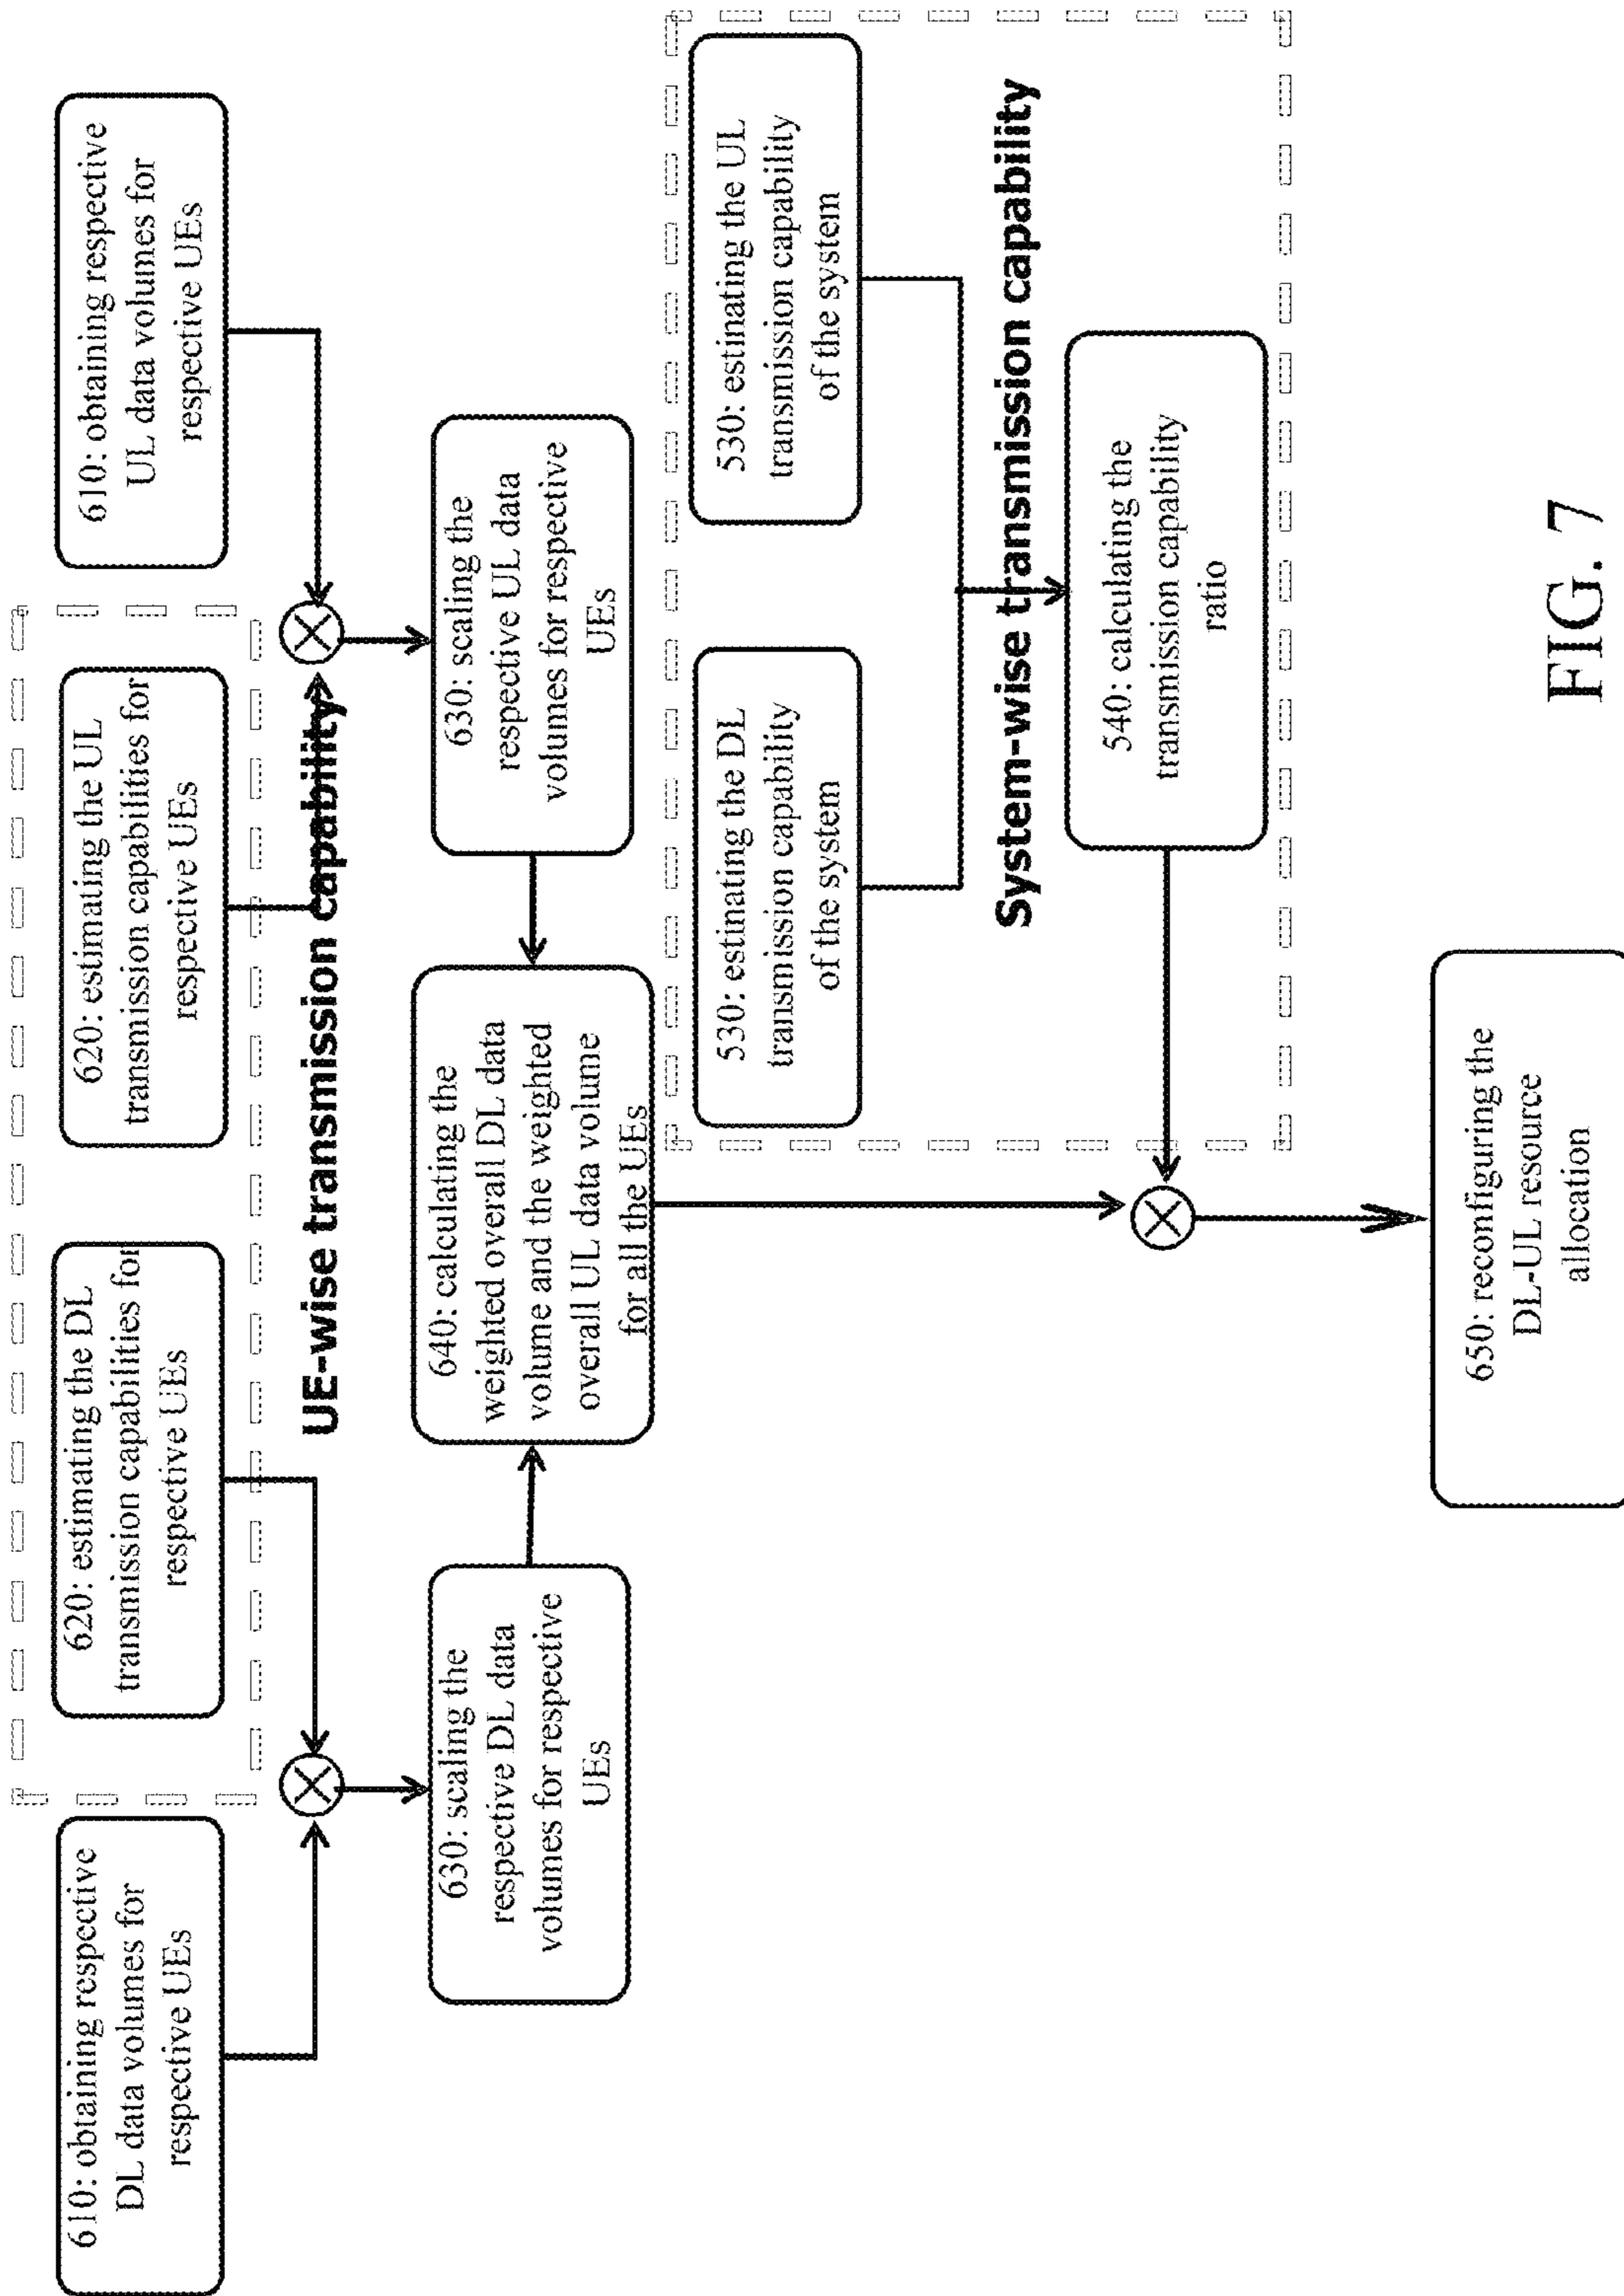 610: obtaining respective
DL data volumes for
respective UEs
620: estimating the DL
transmission capabilities for
respective UEs
620: estimating the UL
transmission capabilities for
respective UEs
610: obtaining respective
UL data volumes for
respective UEs
UE-wise transmission capability
630: scaling the
respective DL data
volumes for respective
UEs
640: calculating the
weighted overall DL data
volume and the weighted
overall UL data volume
for all the UEs
630: scaling the
respective UL data
volumes for respective
UEs
530: estinating the DL
transmission capability
of the system
530: estinating the UL
transmission capability
of the system
System-wise transmission capability
540: calculating the
transmission capability
ratio
650: reconfiguring the
DL-UL resource
allocation
FIG. 7